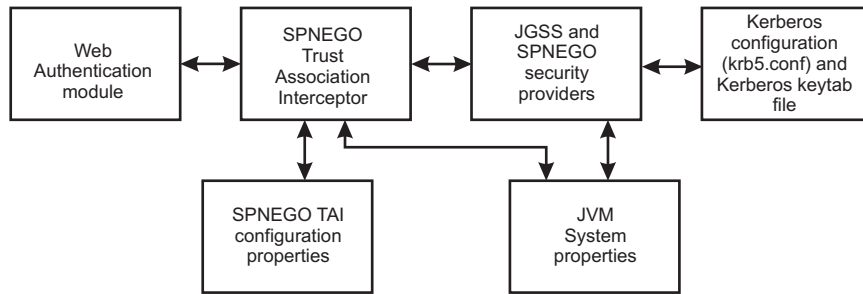 Web
Authentication
module
SPNEGO
Trust
Association
Interceptor
JGSS and
SPNEGO
security
providers
Kerberos
configuration
(krb5.conf) and
Kerberos keytab
file
SPNEGO TAI
configuration
properties
JVM
System
properties